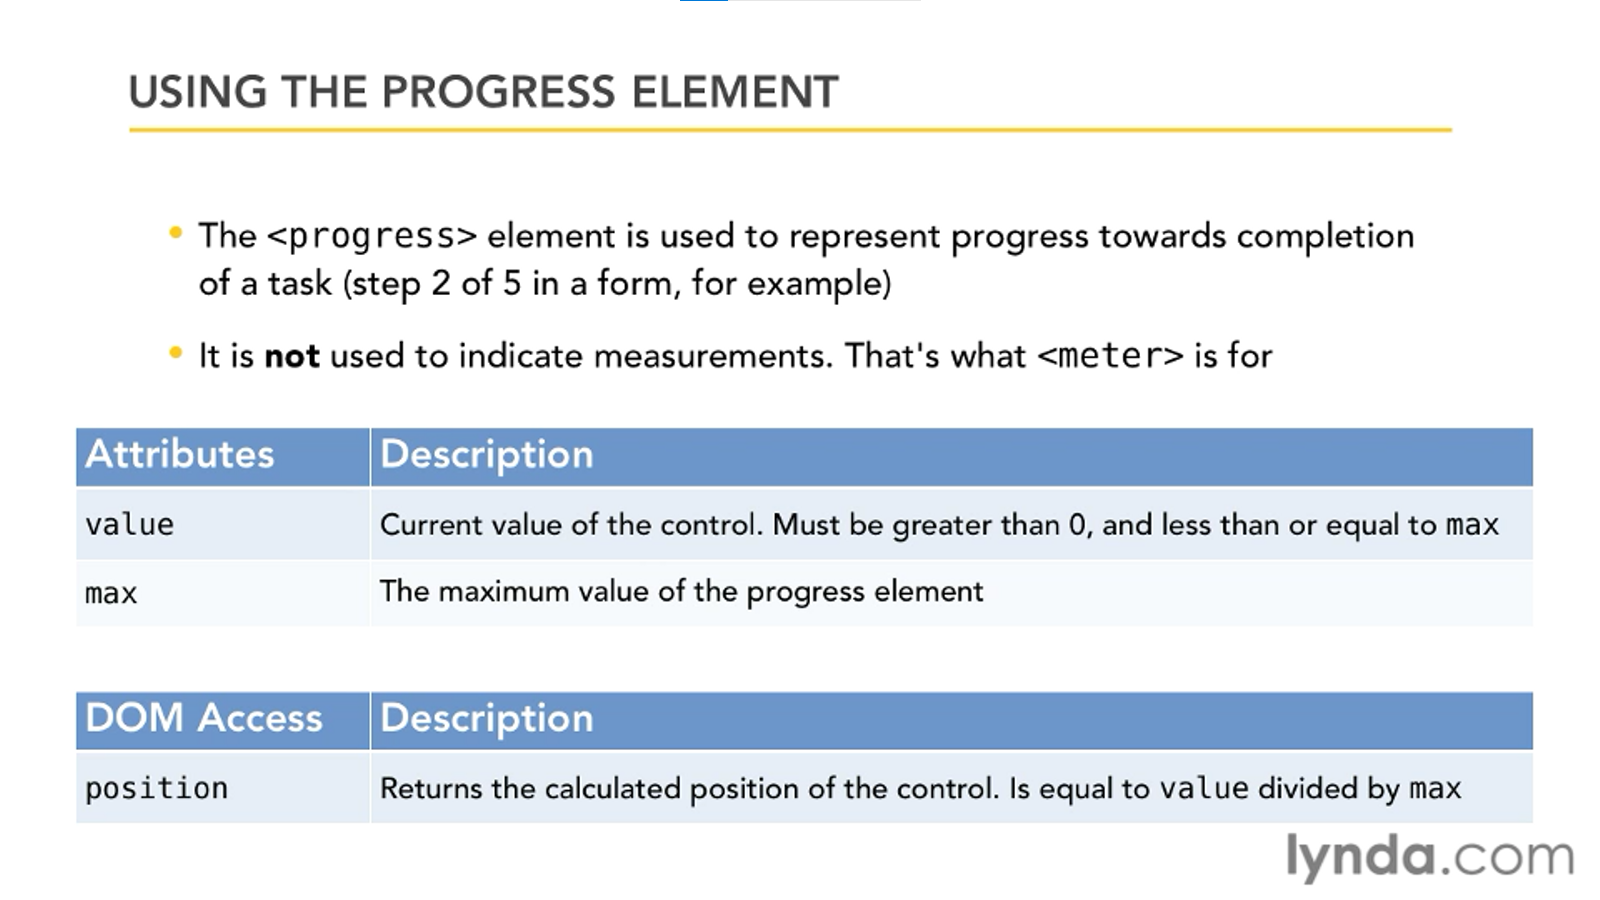 USING THE PROGRESS ELEMENT
• The <progress> element is used to represent progress towards completion
of a task (step 2 of 5 in a form, for example)
• It is not used to indicate measurements. That's what <meter> is for
Attributes Description
value Current value of the control. Must be greater than 0, and less than or equal to max
max The maximum value of the progress element
DOM Access Description
position Returns the calculated position of the control. Is equal to value divided by max
lynda.com